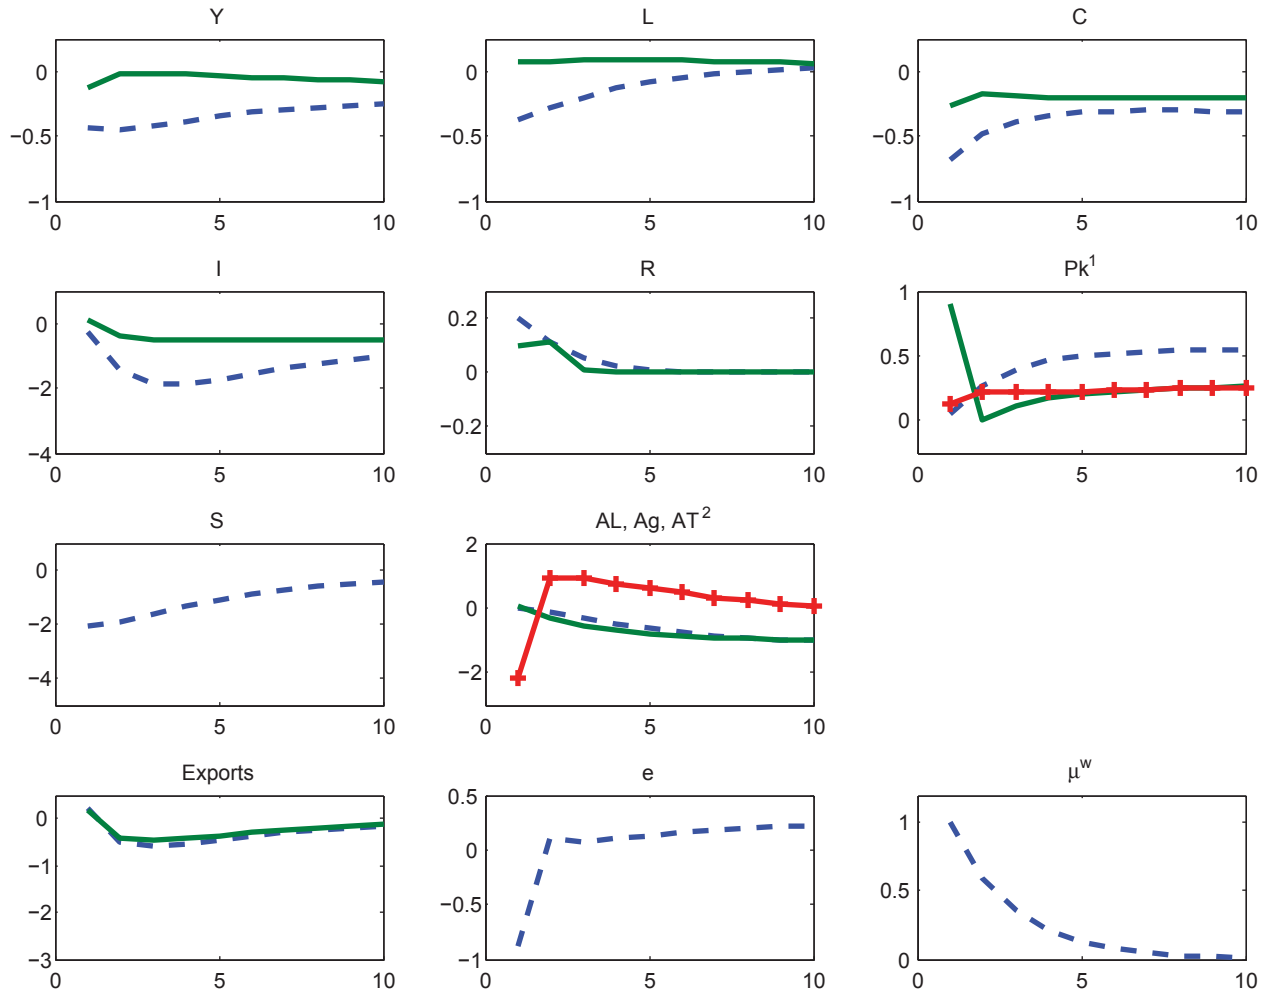 Y L C
0 0 0
−0.5 −0.5 −0.5
−1 −1 −1
0 5 10 0 5 10 0 5 10
I R Pk¹
0 0.2 1
−2 0 0.5
−4 −0.2 0
0 5 10 0 5 10 0 5 10
S AL, Ag, AT²
0 2
−2 0
−4 −2
0 5 10 0 5 10
Exports e μʷ
0 0.5 1
−1 0 0.5
−2 −0.5 0
−3 −1
0 5 10 0 5 10 0 5 10